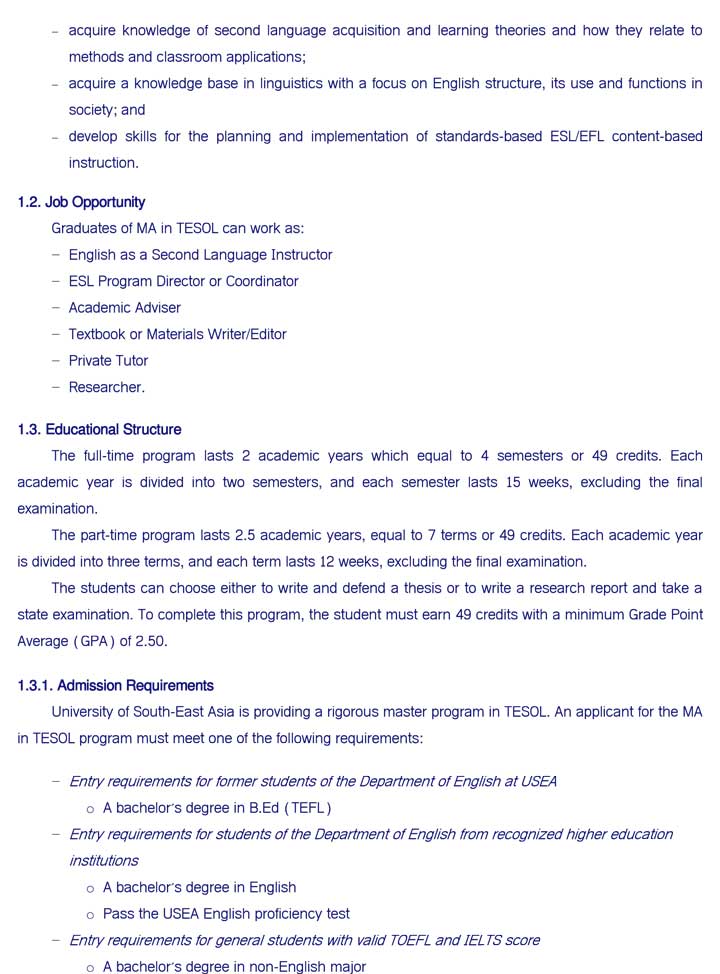 – acquire knowledge of second language acquisition and learning theories and how they relate to
methods and classroom applications;
– acquire a knowledge base in linguistics with a focus on English structure, its use and functions in
society; and
– develop skills for the planning and implementation of standards-based ESL/EFL content-based
instruction.
1.2. Job Opportunity
Graduates of MA in TESOL can work as:
– English as a Second Language Instructor
– ESL Program Director or Coordinator
– Academic Adviser
– Textbook or Materials Writer/Editor
– Private Tutor
– Researcher.
1.3. Educational Structure
The full-time program lasts 2 academic years which equal to 4 semesters or 49 credits. Each
academic year is divided into two semesters, and each semester lasts 15 weeks, excluding the final
examination.
The part-time program lasts 2.5 academic years, equal to 7 terms or 49 credits. Each academic year
is divided into three terms, and each term lasts 12 weeks, excluding the final examination.
The students can choose either to write and defend a thesis or to write a research report and take a
state examination. To complete this program, the student must earn 49 credits with a minimum Grade Point
Average (GPA) of 2.50.
1.3.1. Admission Requirements
University of South-East Asia is providing a rigorous master program in TESOL. An applicant for the MA
in TESOL program must meet one of the following requirements:
– Entry requirements for former students of the Department of English at USEA
o A bachelor's degree in B.Ed (TEFL)
– Entry requirements for students of the Department of English from recognized higher education
institutions
o A bachelor's degree in English
o Pass the USEA English proficiency test
– Entry requirements for general students with valid TOEFL and IELTS score
o A bachelor's degree in non-English major